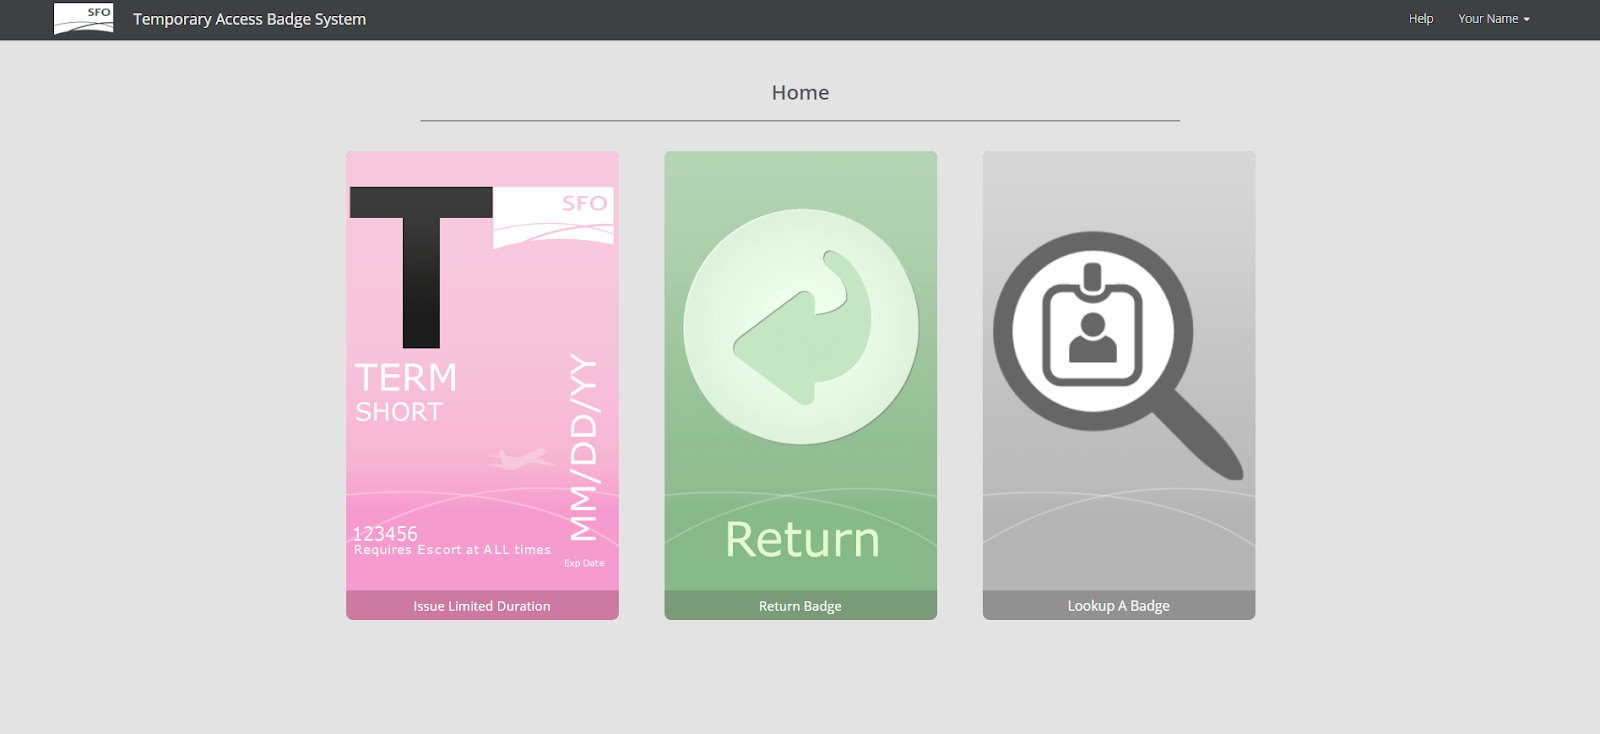 SFO
Temporary Access Badge System
Help
Your Name
Home
T
SFO
TERM
SHORT
MM/DD/YY
123456
Requires Escort at ALL times
Exp Date
Issue Limited Duration
Return
Return Badge
Lookup A Badge